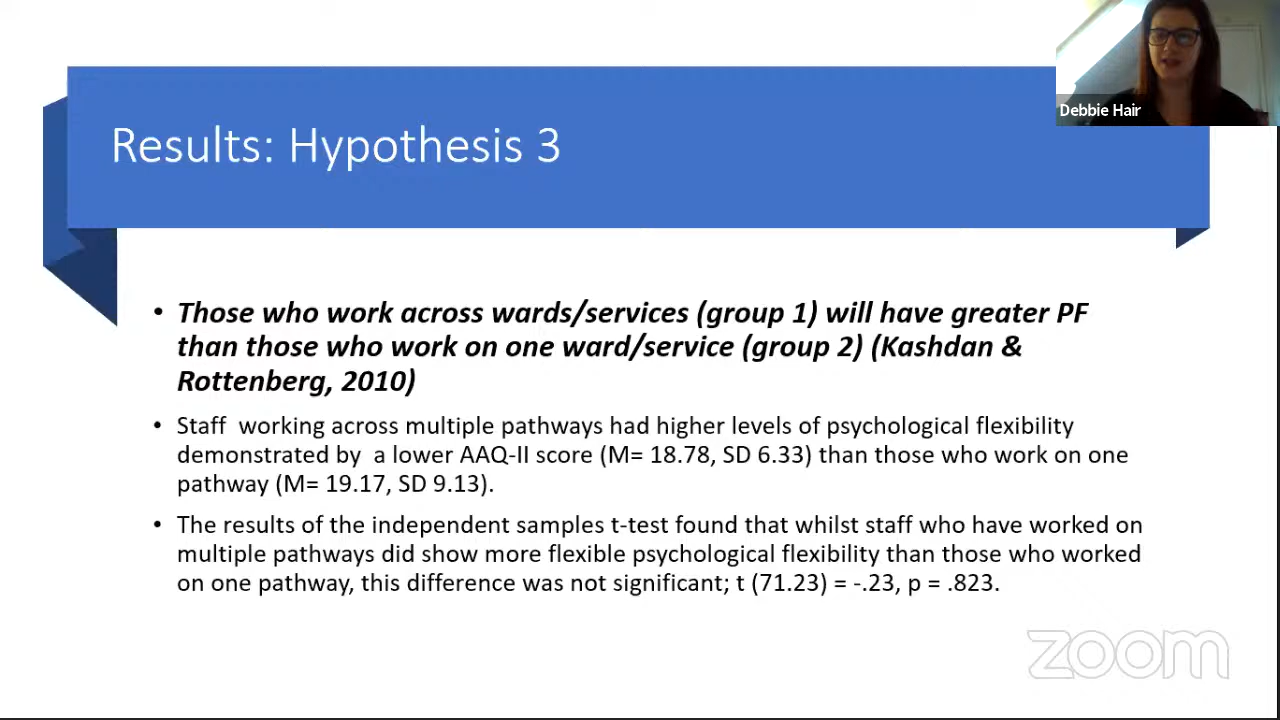 Debbie Hair
Results: Hypothesis 3
• Those who work across wards/services (group 1) will have greater PF
than those who work on one ward/service (group 2) (Kashdan &
Rottenberg, 2010)
• Staff working across multiple pathways had higher levels of psychological flexibility
demonstrated by a lower AAQ-II score (M= 18.78, SD 6.33) than those who work on one
pathway (M= 19.17, SD 9.13).
• The results of the independent samples t-test found that whilst staff who have worked on
multiple pathways did show more flexible psychological flexibility than those who worked
on one pathway, this difference was not significant; t (71.23) = -.23, p = .823.
zoom